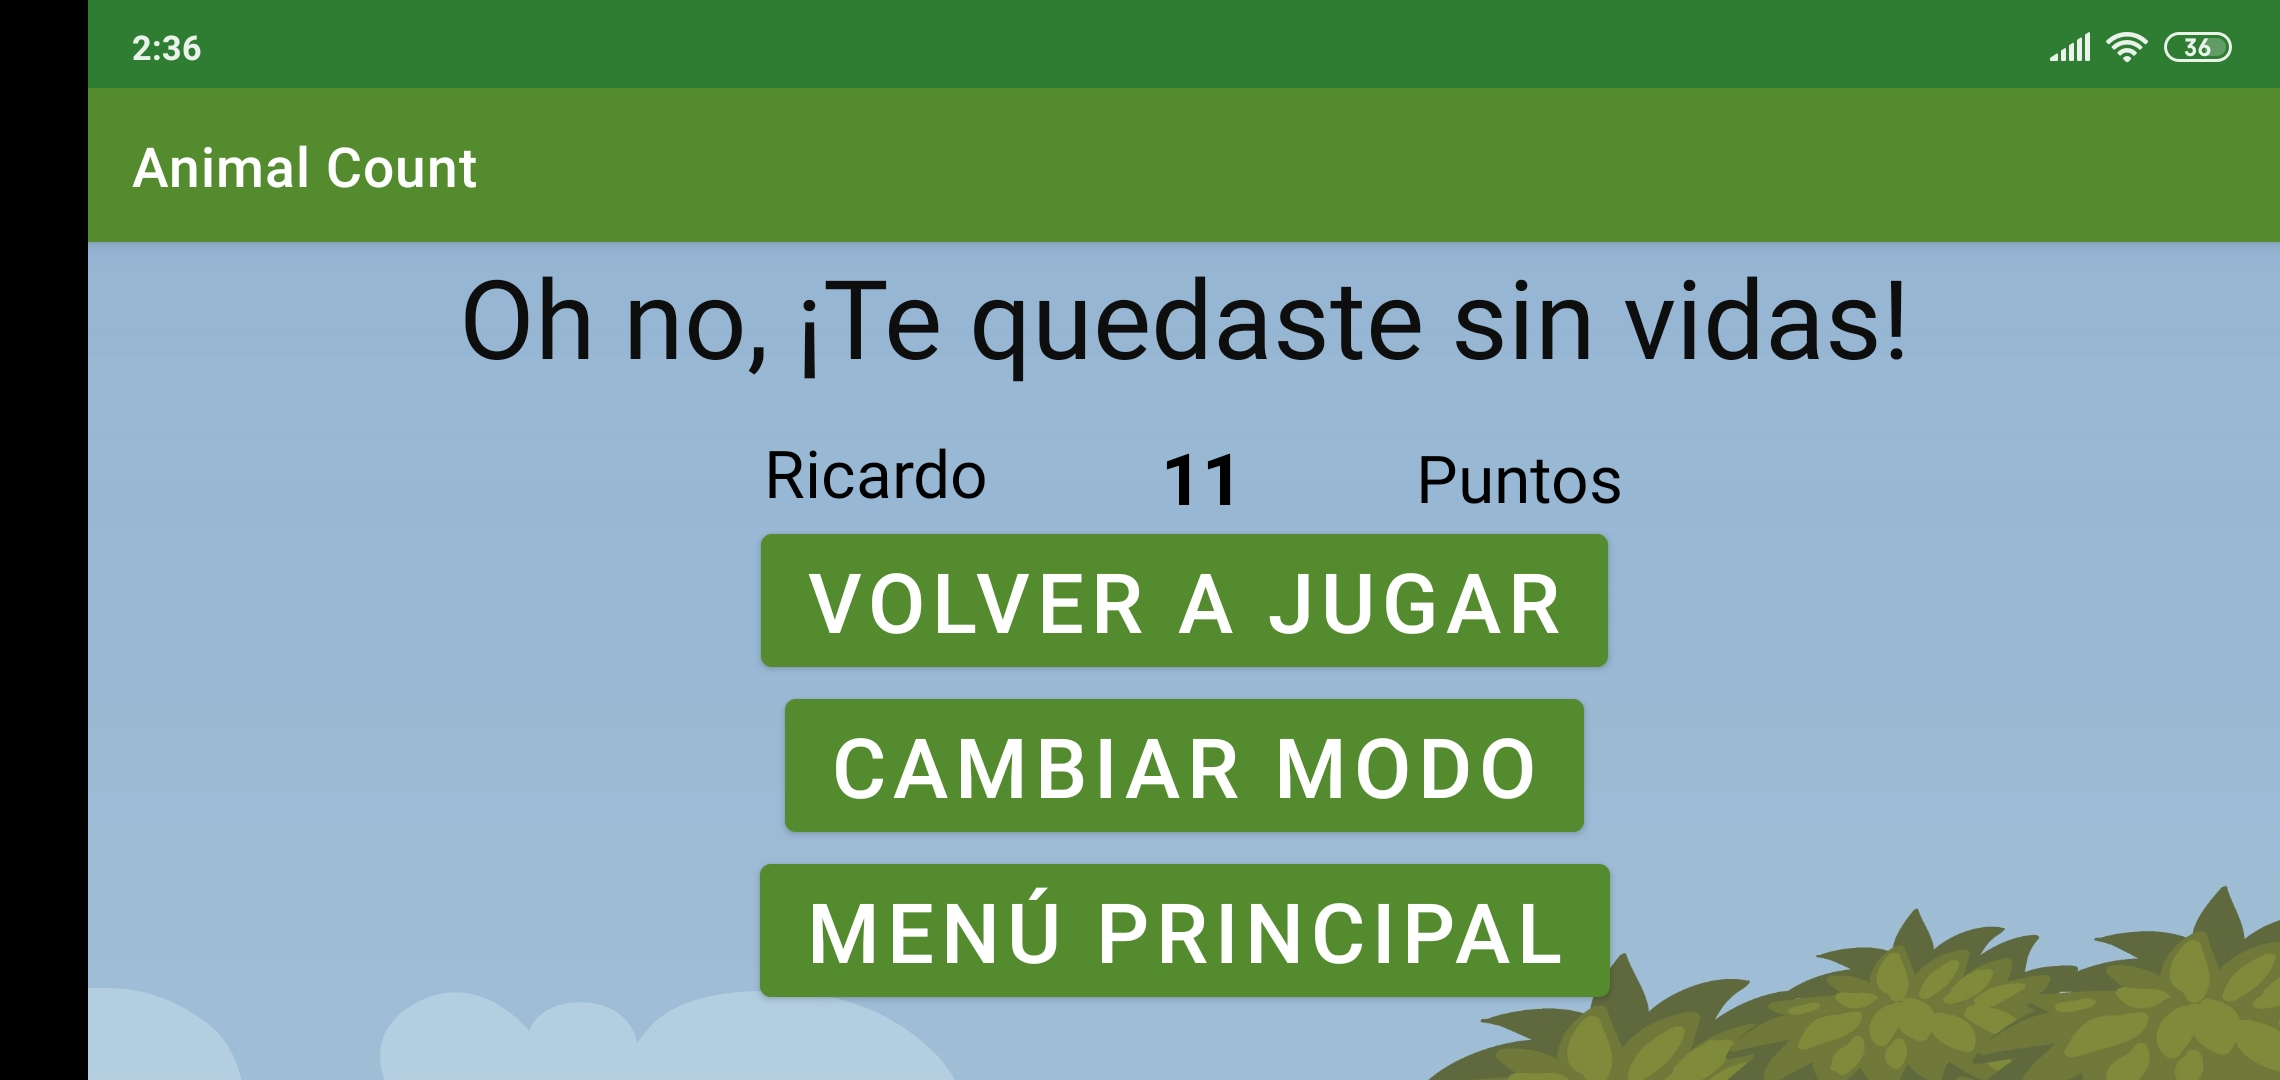 2:36
36
Animal Count
Oh no, ¡Te quedaste sin vidas!
Ricardo 11 Puntos
VOLVER A JUGAR
CAMBIAR MODO
MENÚ PRINCIPAL